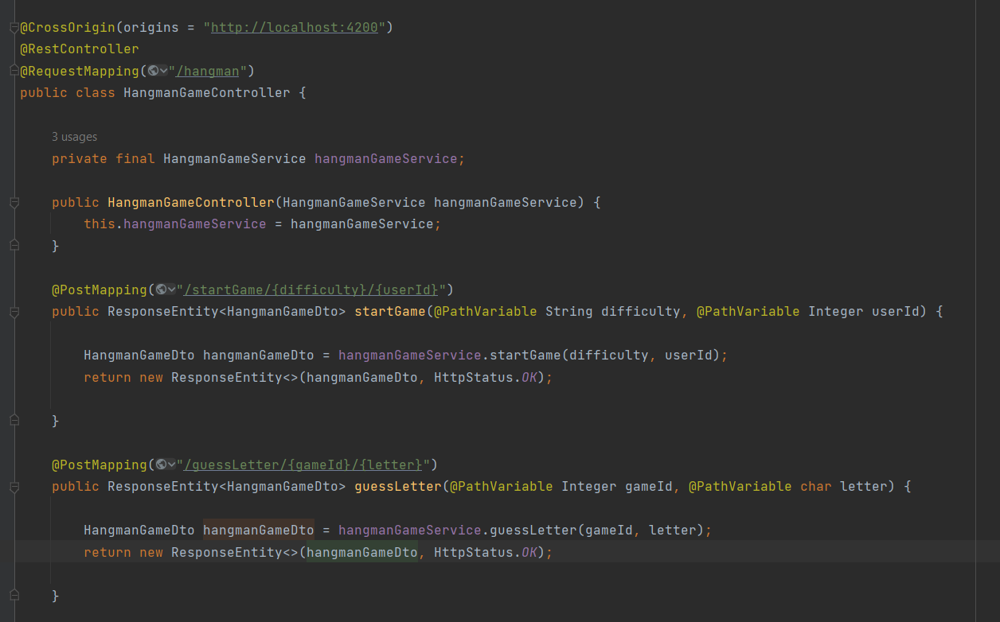 @CrossOrigin(origins = "http://localhost:4200")
@RestController
@RequestMapping("/hangman")
public class HangmanGameController {
3 usages
private final HangmanGameService hangmanGameService;
public HangmanGameController(HangmanGameService hangmanGameService) {
this.hangmanGameService = hangmanGameService;
}
@PostMapping("/startGame/{difficulty}/{userId}")
public ResponseEntity<HangmanGameDto> startGame(@PathVariable String difficulty, @PathVariable Integer userId) {
HangmanGameDto hangmanGameDto = hangmanGameService.startGame(difficulty, userId);
return new ResponseEntity<>(hangmanGameDto, HttpStatus.OK);
}
@PostMapping("/guessLetter/{gameId}/{letter}")
public ResponseEntity<HangmanGameDto> guessLetter(@PathVariable Integer gameId, @PathVariable char letter) {
HangmanGameDto hangmanGameDto = hangmanGameService.guessLetter(gameId, letter);
return new ResponseEntity<>(hangmanGameDto, HttpStatus.OK);
}